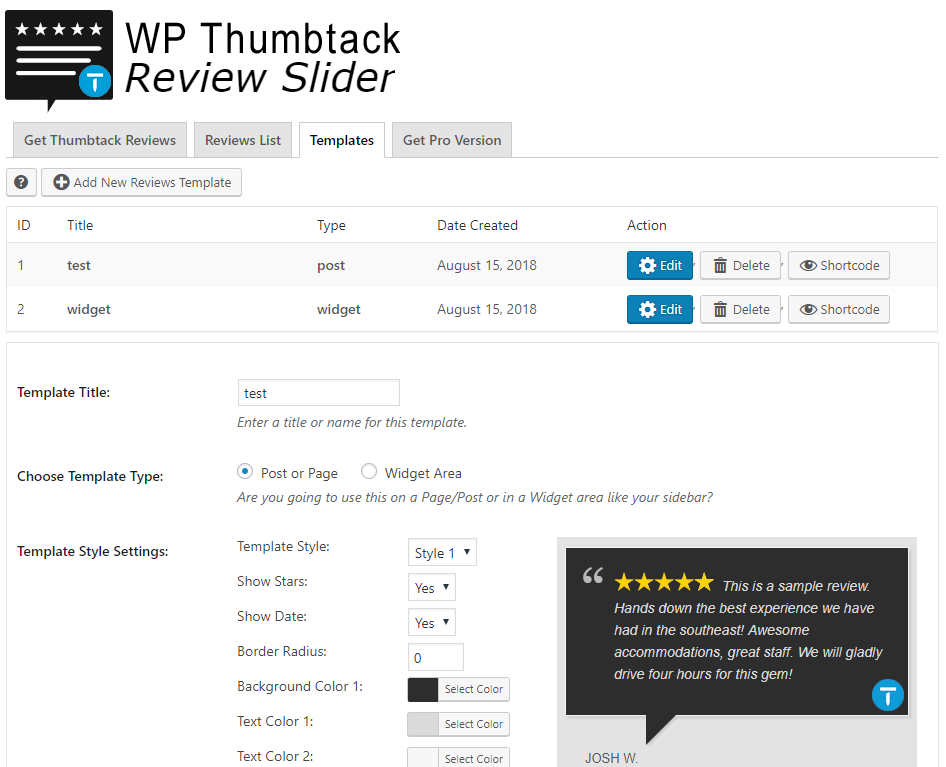 WP Thumbtack
Review Slider
Get Thumbtack Reviews Reviews List Templates Get Pro Version
? Add New Reviews Template
ID Title Type Date Created Action
1 test post August 15, 2018 Edit Delete Shortcode
2 widget widget August 15, 2018 Edit Delete Shortcode
Template Title: test
Enter a title or name for this template.
Choose Template Type: Post or Page Widget Area
Are you going to use this on a Page/Post or in a Widget area like your sidebar?
Template Style Settings: Template Style: Style 1
Show Stars: Yes
Show Date: Yes
Border Radius: 0
Background Color 1: Select Color
Text Color 1: Select Color
Text Color 2: Select Color
“ ★★★★★ This is a sample review.
Hands down the best experience we have
had in the southeast! Awesome
accommodations, great staff. We will gladly
drive four hours for this gem!
JOSH W.